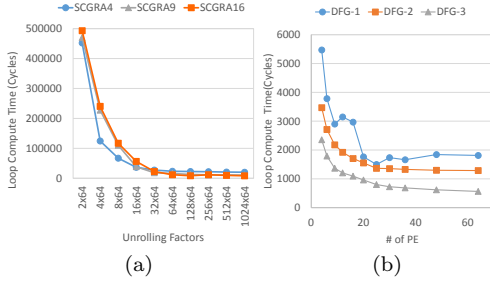 SCGRA4 SCGRA9 SCGRA16
Loop Compute Time (Cycles)
500000
400000
300000
200000
100000
0
2x64
4x64
8x64
16x64
32x64
64x64
128x64
256x64
512x64
1024x64
Unrolling Factors
(a)
DFG-1 DFG-2 DFG-3
Loop Compute Time(Cycles)
6000
5000
4000
3000
2000
1000
0
0 20 40 60
# of PE
(b)